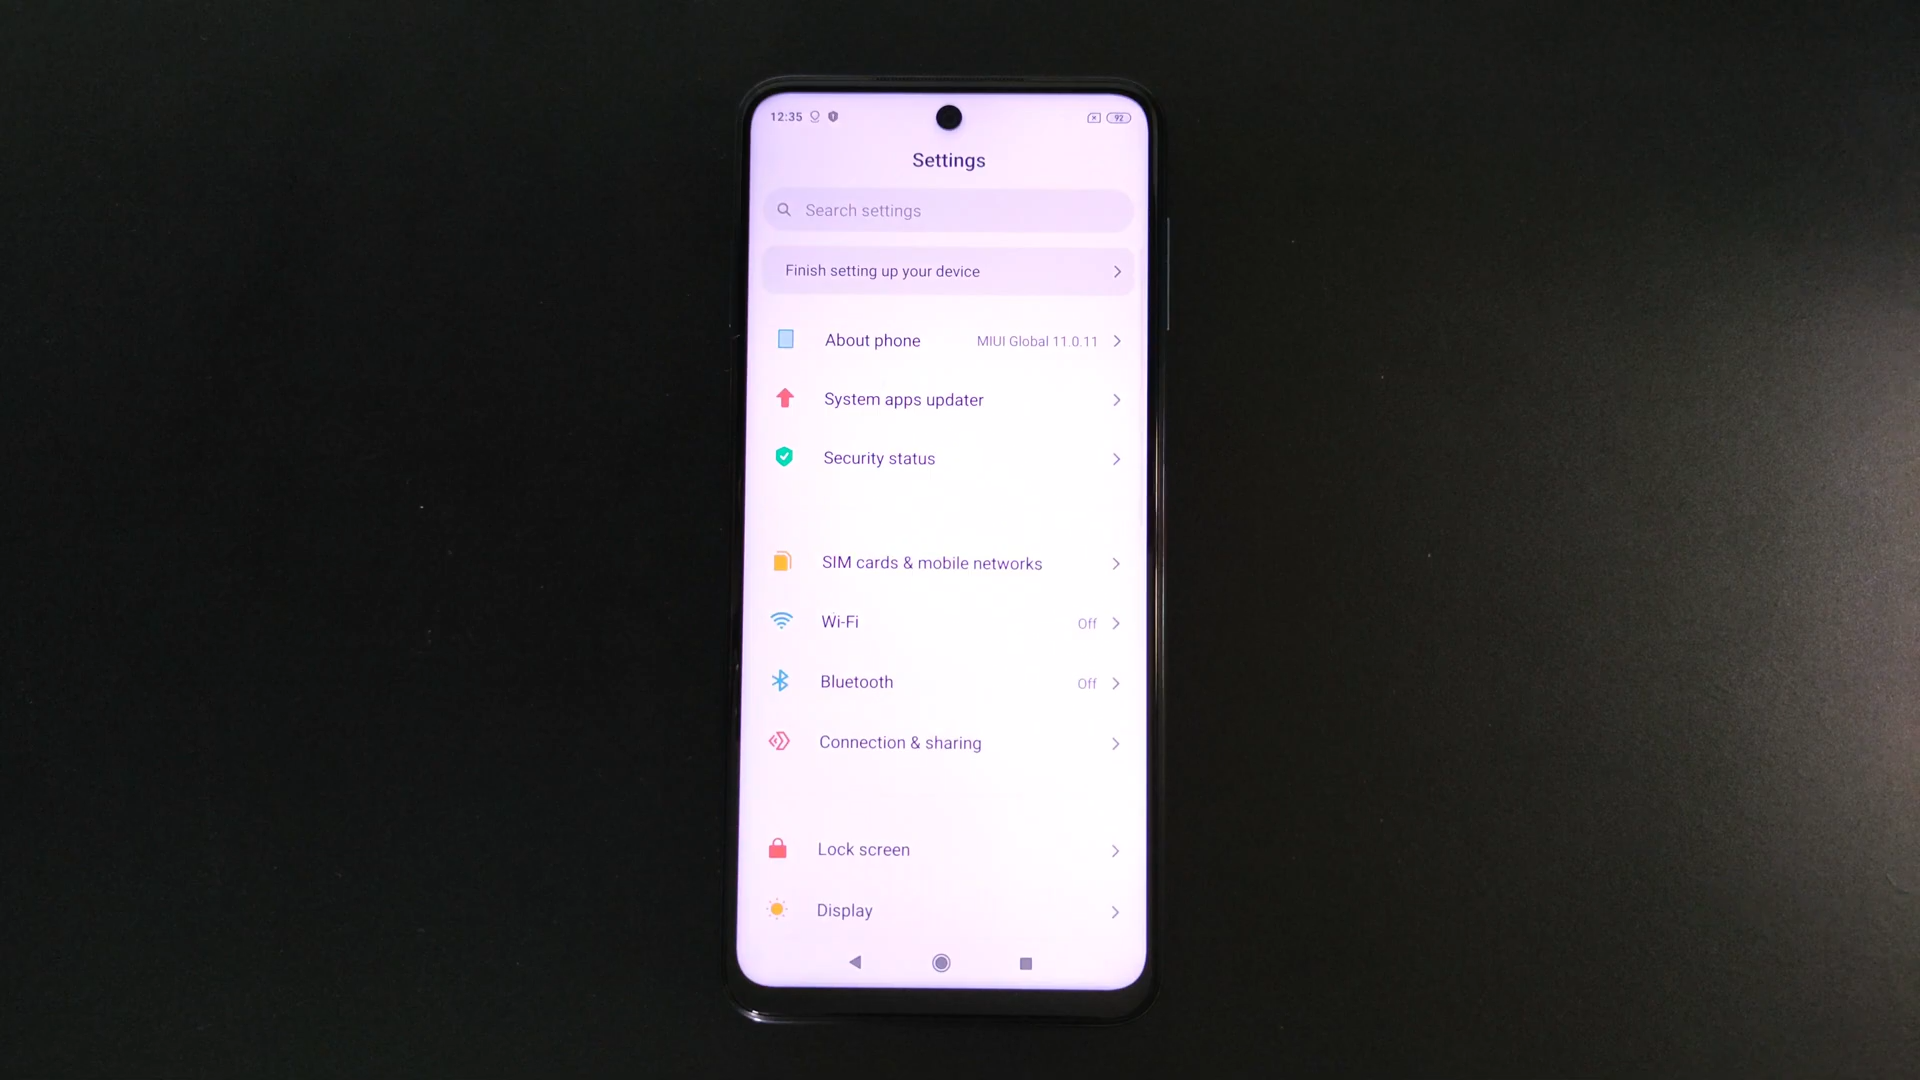 12:35
92
Settings
Search settings
Finish setting up your device
About phone MIUI Global 11.0.11
System apps updater
Security status
SIM cards & mobile networks
Wi-Fi Off
Bluetooth Off
Connection & sharing
Lock screen
Display